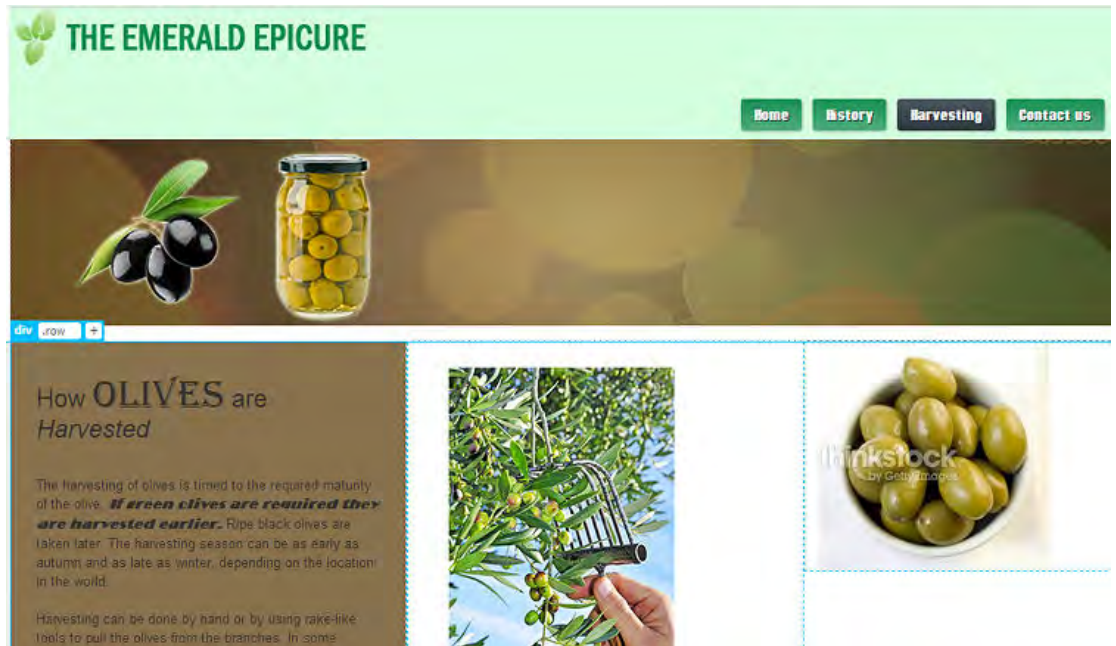 THE EMERALD EPICURE
Home History Harvesting Contact us
div .row +
How OLIVES are
Harvested
The harvesting of olives is timed to the required maturity
of the olive. If green olives are required they
are harvested earlier. Ripe black olives are
taken later. The harvesting season can be as early as
autumn and as late as winter, depending on the location
in the world.
Harvesting can be done by hand or by using rake-like
tools to pull the olives from the branches. In some
thinkstock
by Getty Images